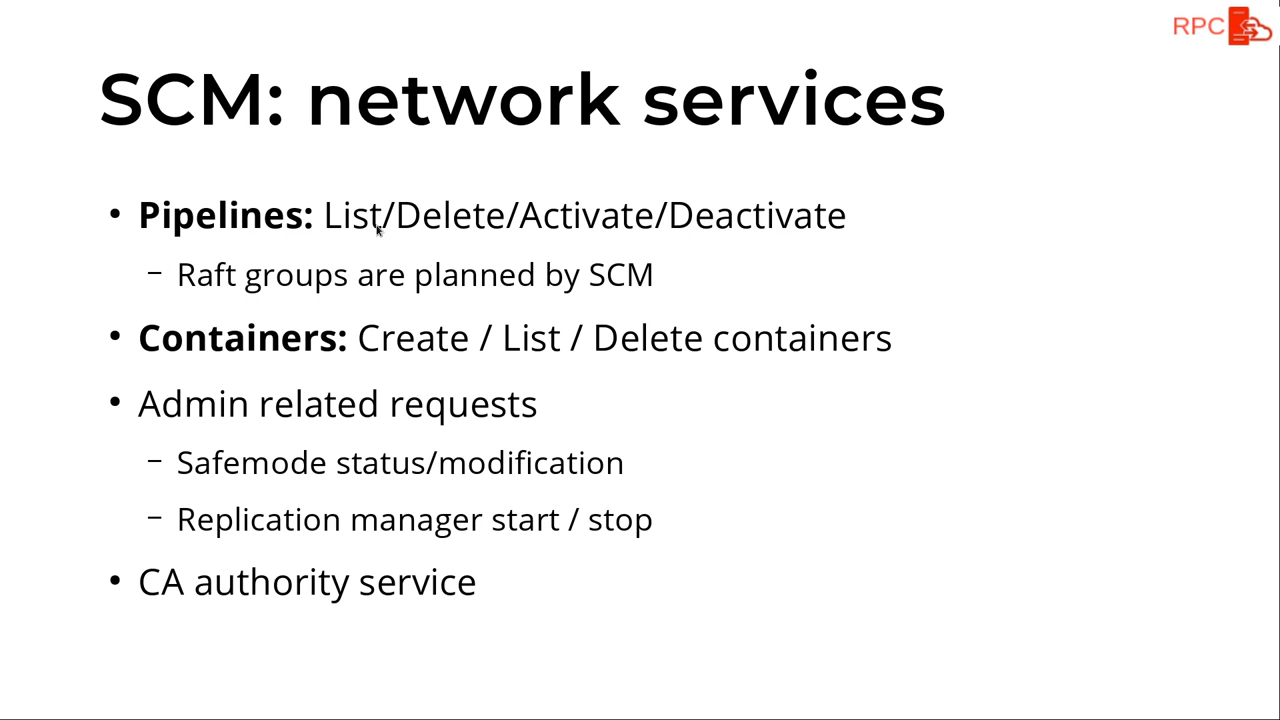 RPC
SCM: network services
• Pipelines: List/Delete/Activate/Deactivate
– Raft groups are planned by SCM
• Containers: Create / List / Delete containers
• Admin related requests
– Safemode status/modification
– Replication manager start / stop
• CA authority service